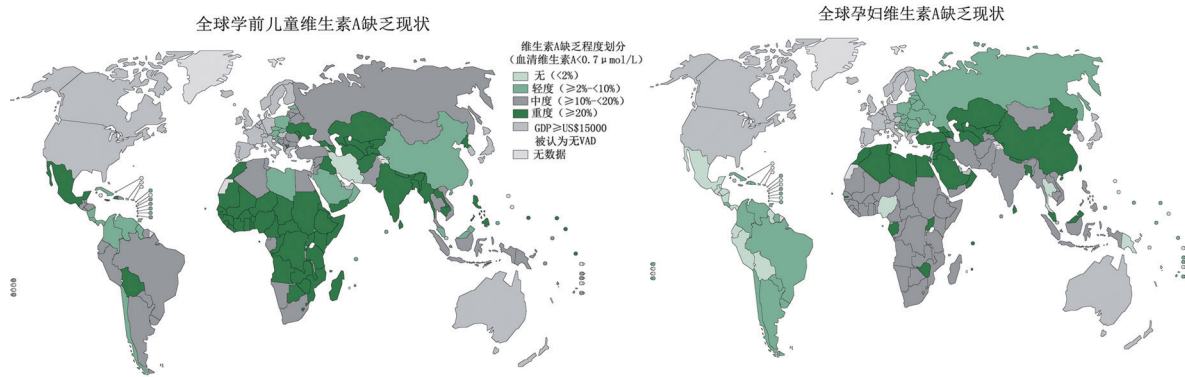 全球学前儿童维生素A缺乏现状
全球孕妇维生素A缺乏现状
维生素A缺乏程度划分
（血清维生素A<0.7μmol/L）
无（<2%）
轻度（≥2%-<10%）
中度（≥10%-<20%）
重度（≥20%）
GDP≥US$15000
被认为无VAD
无数据